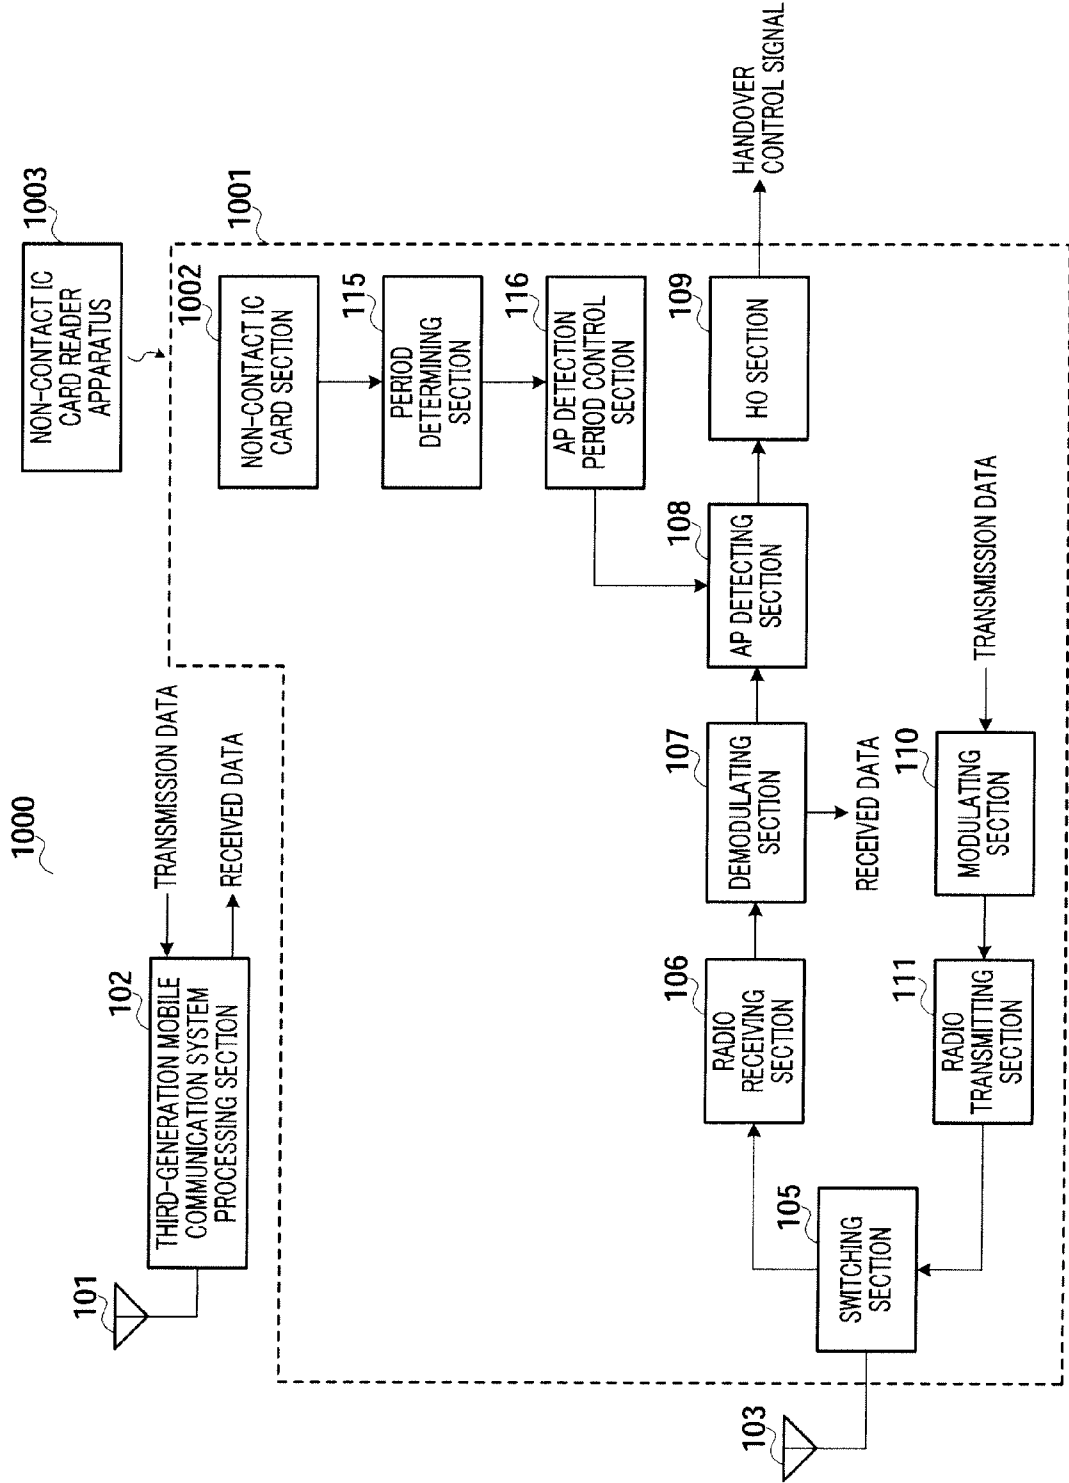 1000
101
102
THIRD-GENERATION MOBILE
COMMUNICATION SYSTEM
PROCESSING SECTION
TRANSMISSION DATA
RECEIVED DATA
1003
NON-CONTACT IC
CARD READER
APPARATUS
1001
1002
NON-CONTACT IC
CARD SECTION
115
PERIOD
DETERMINING
SECTION
116
AP DETECTION
PERIOD CONTROL
SECTION
103
105
SWITCHING
SECTION
106
RADIO
RECEIVING
SECTION
107
DEMODULATING
SECTION
RECEIVED DATA
108
AP DETECTING
SECTION
109
HO SECTION
HANDOVER
CONTROL SIGNAL
111
RADIO
TRANSMITTING
SECTION
110
MODULATING
SECTION
TRANSMISSION DATA